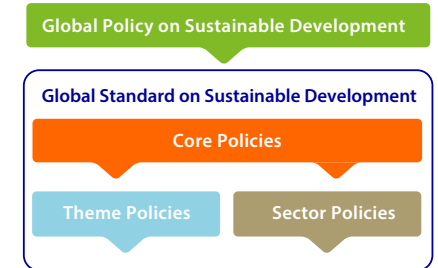 Global Policy on Sustainable Development
Global Standard on Sustainable Development
Core Policies
Theme Policies
Sector Policies